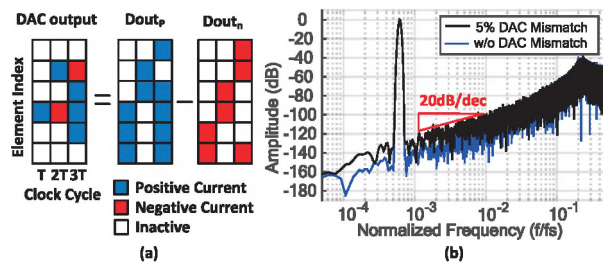 DAC output Doutₚ Doutₙ
Element Index
= −
T 2T 3T
Clock Cycle
Positive Current
Negative Current
Inactive
(a)
5% DAC Mismatch
w/o DAC Mismatch
20dB/dec
Amplitude (dB)
0
-20
-40
-60
-80
-100
-120
-140
-160
-180
10⁻⁴ 10⁻³ 10⁻² 10⁻¹
Normalized Frequency (f/fs)
(b)